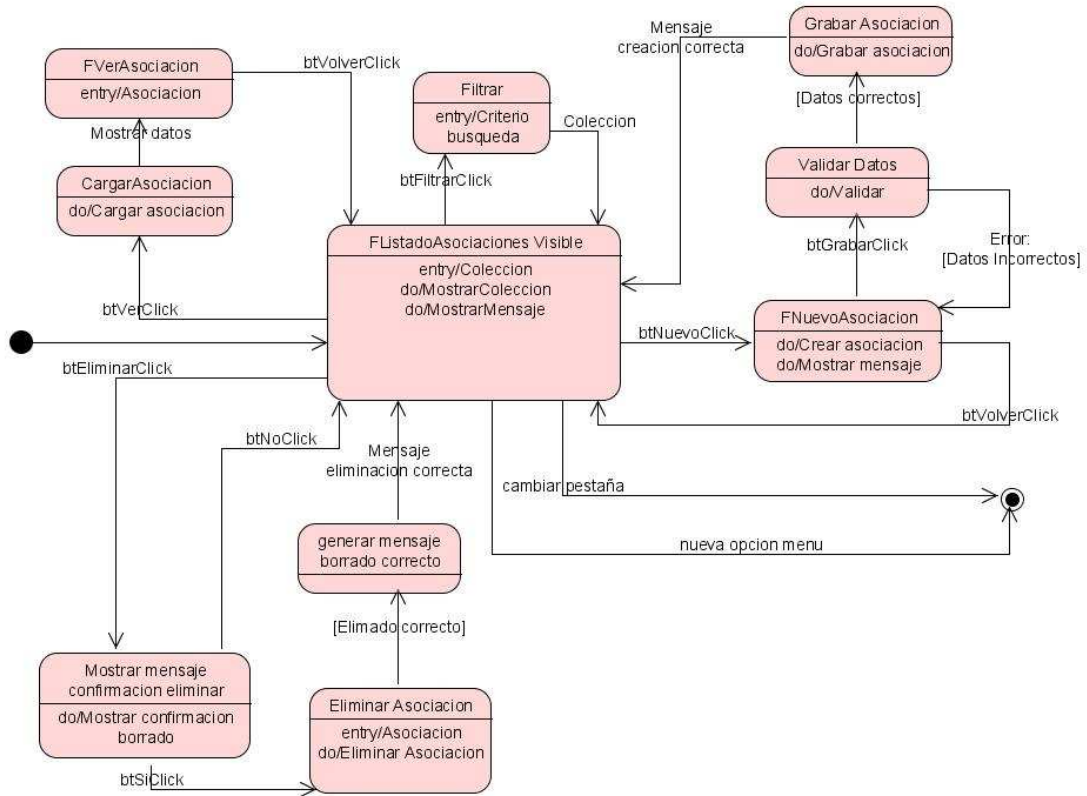 Mensaje
creacion correcta
Grabar Asociacion
do/Grabar asociacion
FVerAsociacion
entry/Asociacion
btVolverClick
Filtrar
entry/Criterio
busqueda
Coleccion
[Datos correctos]
Mostrar datos
CargarAsociacion
do/Cargar asociacion
btFiltrarClick
Validar Datos
do/Validar
FListadoAsociaciones Visible
entry/Coleccion
do/MostrarColeccion
do/MostrarMensaje
btGrabarClick
Error:
[Datos Incorrectos]
btVerClick
btNuevoClick
FNuevoAsociacion
do/Crear asociacion
do/Mostrar mensaje
btEliminarClick
btVolverClick
btNoClick
Mensaje
eliminacion correcta
cambiar pestaña
generar mensaje
borrado correcto
nueva opcion menu
[Elimado correcto]
Mostrar mensaje
confirmacion eliminar
do/Mostrar confirmacion
borrado
Eliminar Asociacion
entry/Asociacion
do/Eliminar Asociacion
btSiClick